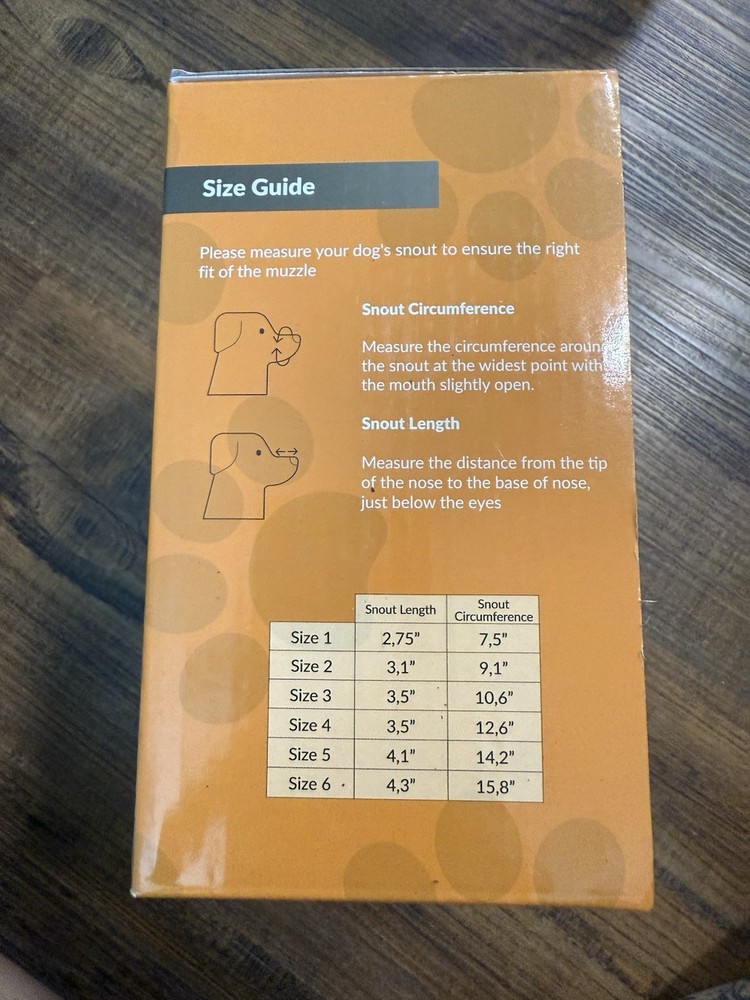 Size Guide
Please measure your dog's snout to ensure the right
fit of the muzzle
Snout Circumference
Measure the circumference around
the snout at the widest point with
the mouth slightly open.
Snout Length
Measure the distance from the tip
of the nose to the base of nose,
just below the eyes
Snout Length Snout
Circumference
Size 1 2,75” 7,5”
Size 2 3,1” 9,1”
Size 3 3,5” 10,6”
Size 4 3,5” 12,6”
Size 5 4,1” 14,2”
Size 6 4,3” 15,8”